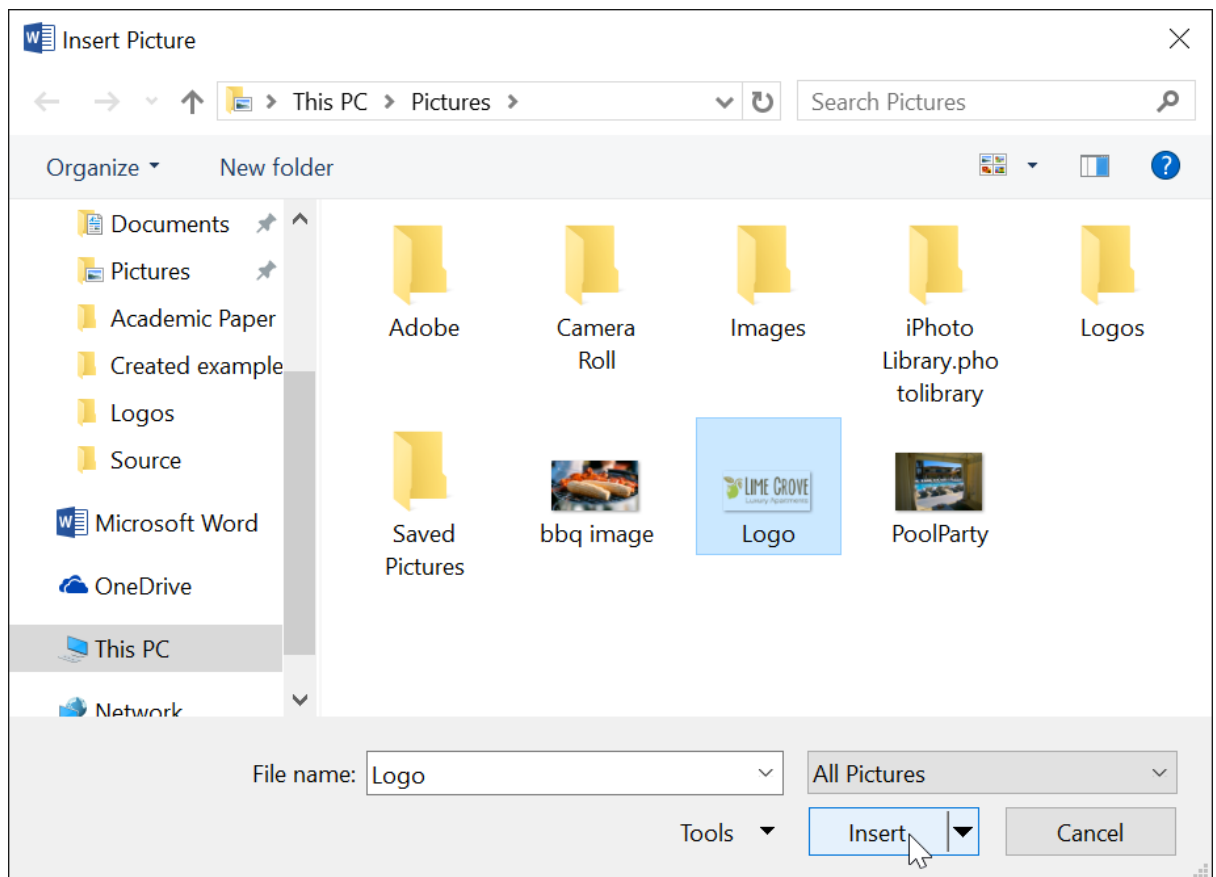 Insert Picture
This PC > Pictures >
Search Pictures
Organize
New folder
?
Documents
Pictures
Academic Paper
Created example
Logos
Source
Microsoft Word
OneDrive
This PC
Network
Adobe
Camera
Roll
Images
iPhoto
Library.pho
tolibrary
Logos
Saved
Pictures
bbq image
LIME GROVE
Luxury Apartments
Logo
PoolParty
File name: Logo
All Pictures
Tools
Insert
Cancel